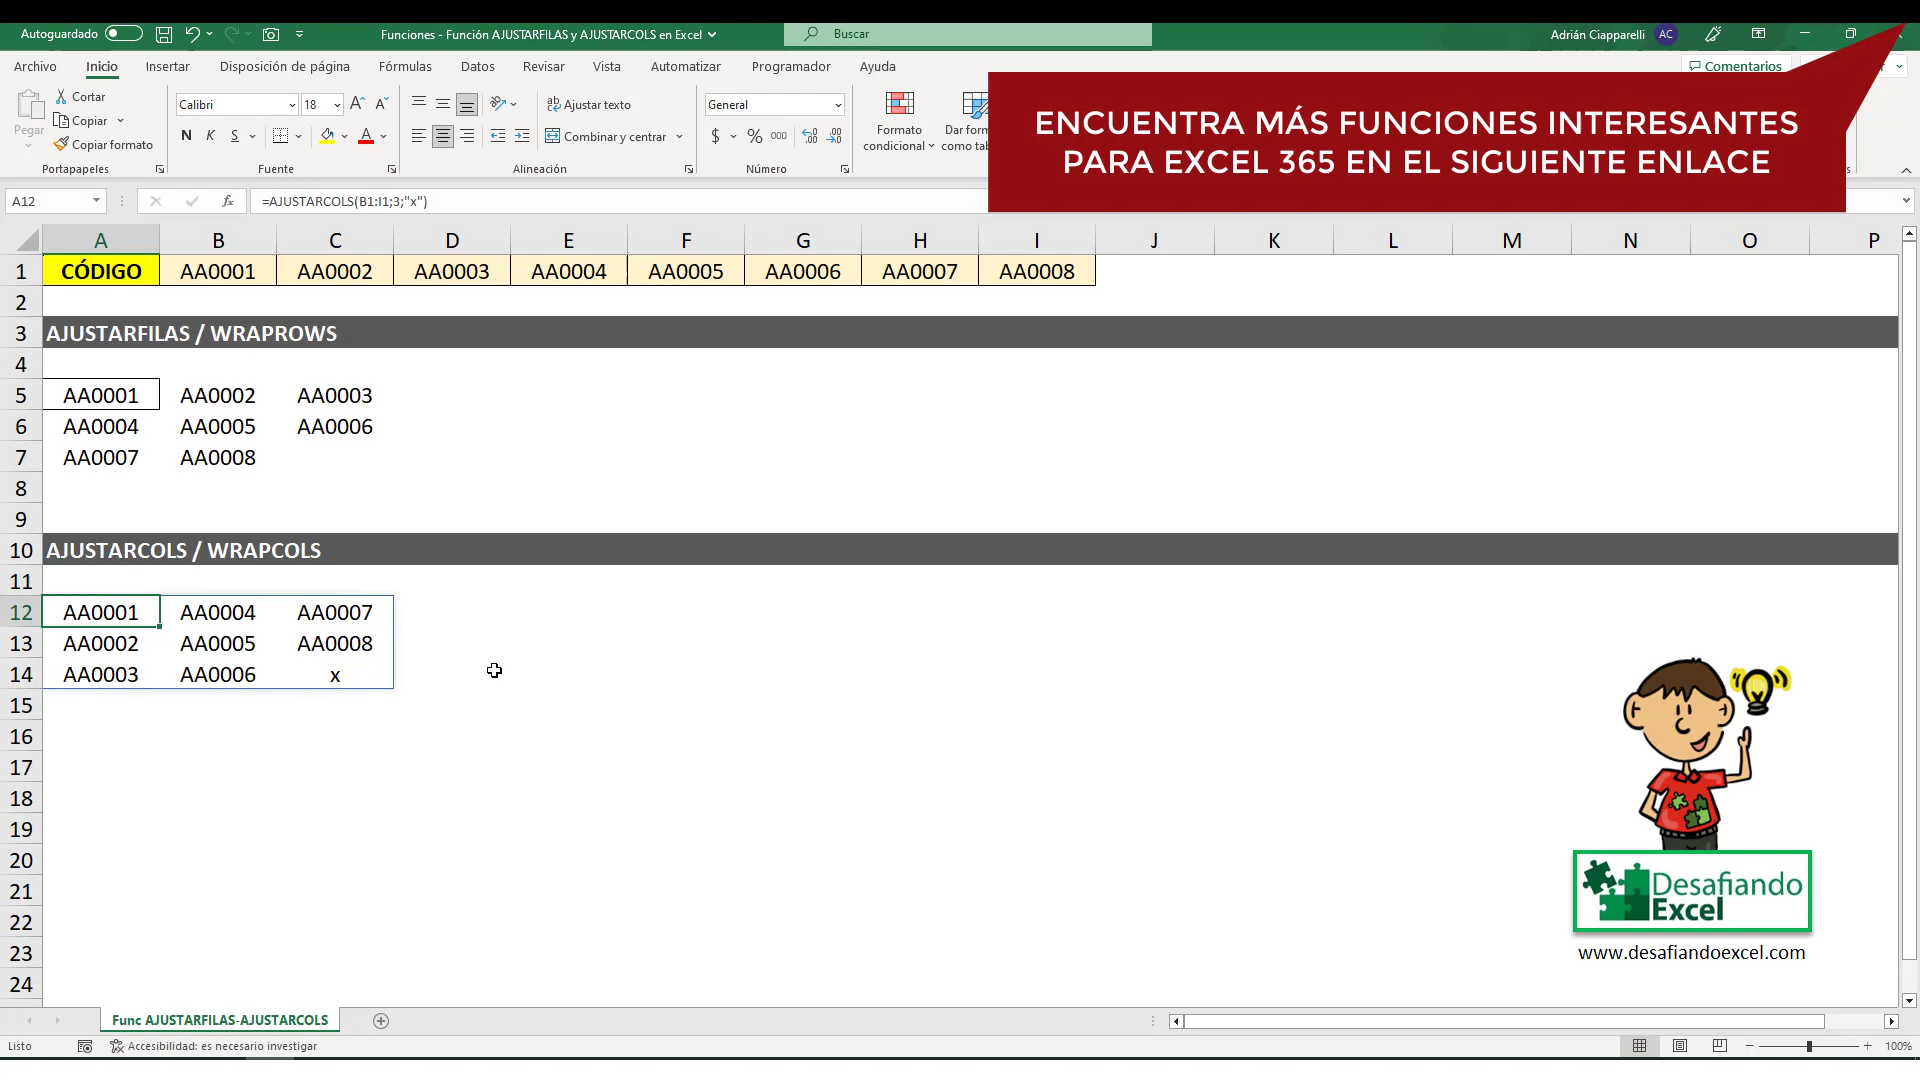 Autoguardado
Funciones - Función AJUSTARFILAS y AJUSTARCOLS en Excel
Buscar
Adrián Ciapparelli AC
Archivo Inicio Insertar Disposición de página Fórmulas Datos Revisar Vista Automatizar Programador Ayuda
Comentarios
ENCUENTRA MÁS FUNCIONES INTERESANTES
PARA EXCEL 365 EN EL SIGUIENTE ENLACE
Pegar
Cortar
Copiar
Copiar formato
Portapapeles
Calibri 18
N K S
Fuente
Ajustar texto
Combinar y centrar
Alineación
General
$ % 000
Número
Formato
condicional
Dar
como
A12
fx
=AJUSTARCOLS(B1:I1;3;"x")
A B C D E F G H I J K L M N O P
1 CÓDIGO AA0001 AA0002 AA0003 AA0004 AA0005 AA0006 AA0007 AA0008
2
3 AJUSTARFILAS / WRAPROWS
4
5 AA0001 AA0002 AA0003
6 AA0004 AA0005 AA0006
7 AA0007 AA0008
8
9
10 AJUSTARCOLS / WRAPCOLS
11
12 AA0001 AA0004 AA0007
13 AA0002 AA0005 AA0008
14 AA0003 AA0006 x
15
16
17
18
19
20
21
22
23
24
Desafiando
Excel
www.desafiandoexcel.com
Func AJUSTARFILAS-AJUSTARCOLS
Listo
Accesibilidad: es necesario investigar
100%